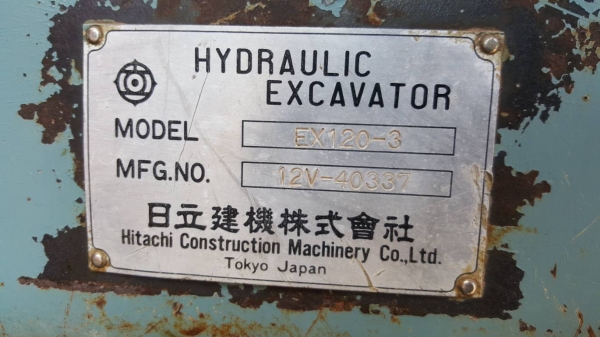 HYDRAULIC
EXCAVATOR
MODEL EX120-3
MFG.NO. 12V-40337
日立建機株式會社
Hitachi Construction Machinery Co.,Ltd.
Tokyo Japan